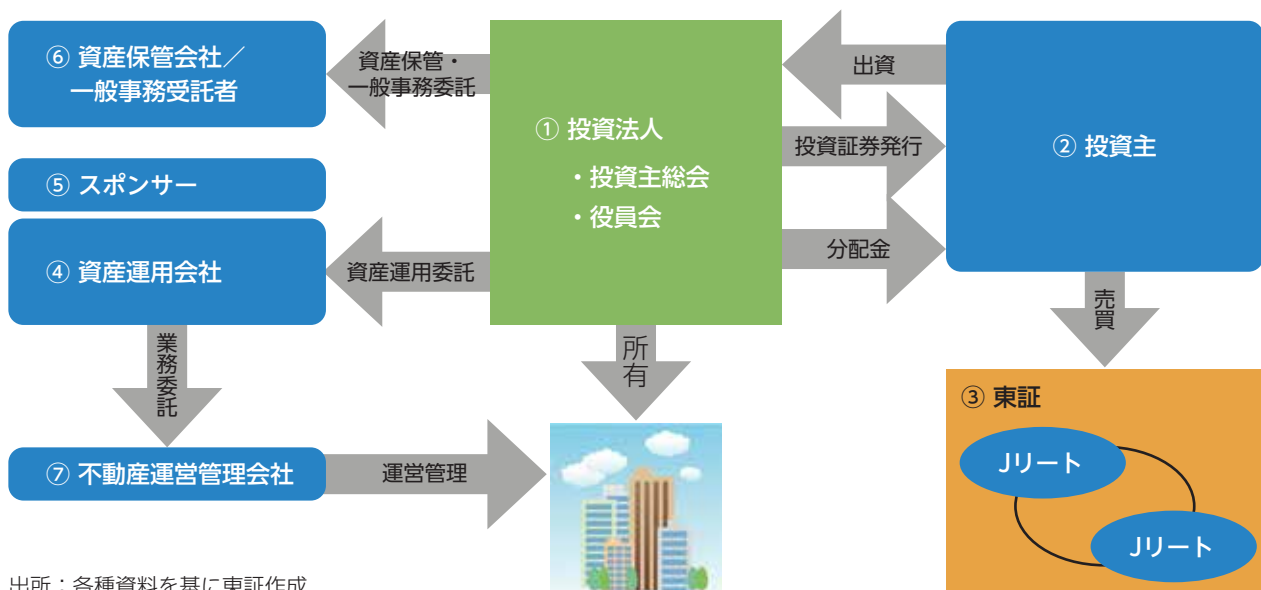 ⑥ 資産保管会社／
一般事務受託者
資産保管・
一般事務委託
① 投資法人
・投資主総会
・役員会
出資
投資証券発行
分配金
② 投資主
⑤ スポンサー
④ 資産運用会社
資産運用委託
業務委託
所有
売買
③ 東証
Jリート
Jリート
⑦ 不動産運営管理会社
運営管理
出所：各種資料を基に東証作成